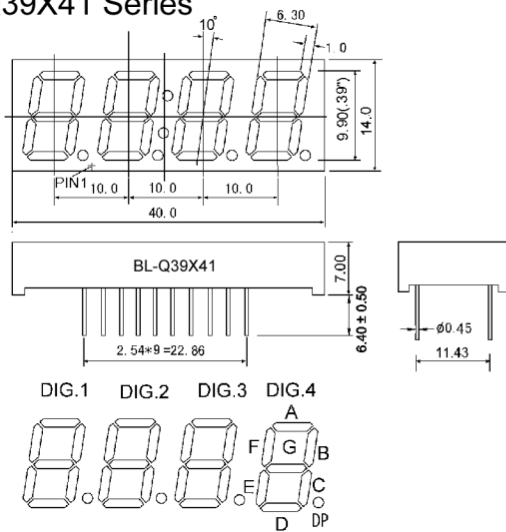 Q39X41 Series
10°
6.30
1.0
9.90(.39")
14.0
PIN1
10.0
10.0
10.0
40.0
BL-Q39X41
7.00
6.40 ± 0.50
2.54*9=22.86
ø0.45
11.43
DIG.1 DIG.2 DIG.3 DIG.4
A
F G B
E C
D DP